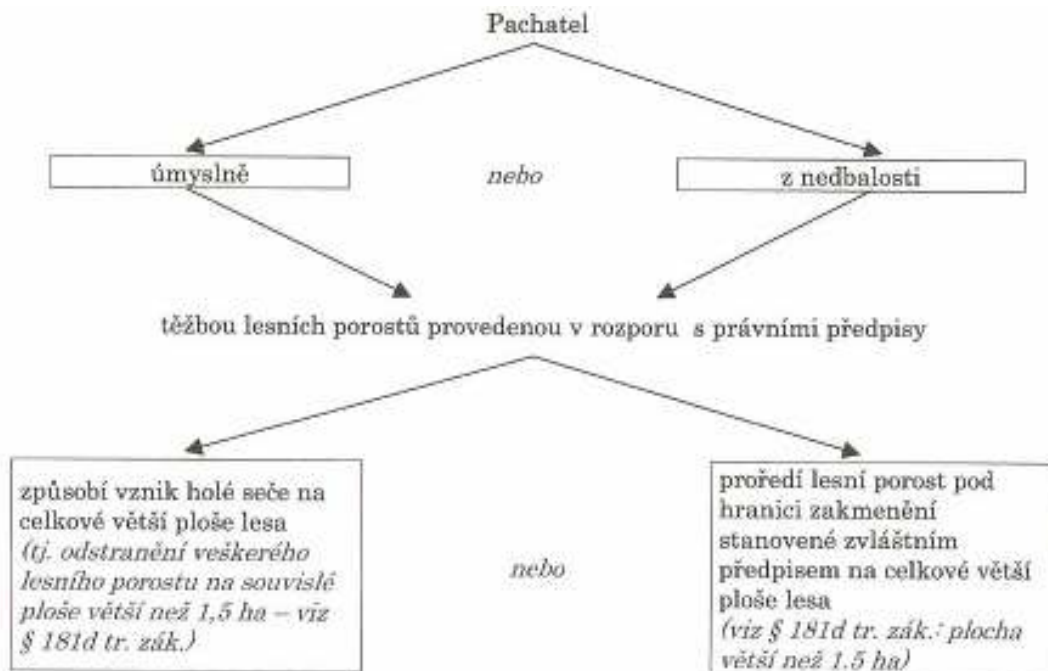 Pachatel
úmyslně
nebo
z nedbalosti
těžbou lesních porostů provedenou v rozporu s právními předpisy
způsobí vznik holé seče na
celkové větší ploše lesa
(tj. odstranění veškerého
lesního porostu na souvislé
ploše větší než 1,5 ha – viz
§ 181d tr. zák.)
nebo
proředí lesní porost pod
hranici zakmenění
stanovené zvláštním
předpisem na celkové větší
ploše lesa
(viz § 181d tr. zák.: plocha
větší než 1.5 ha)